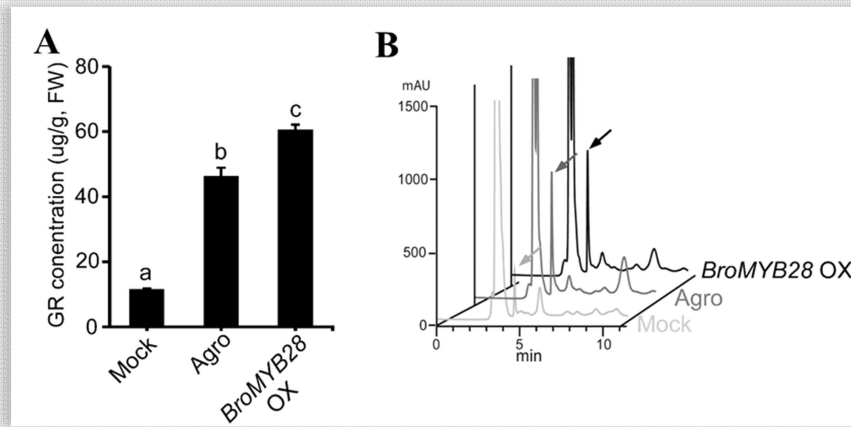 A
GR conentration (ug/g, FW)
80
60
40
20
0
a
b
c
Mock
Agro
BroMYB28
OX
B
mAU
1500
1000
500
0
0
5
10
min
BroMYB28 OX
Agro
Mock